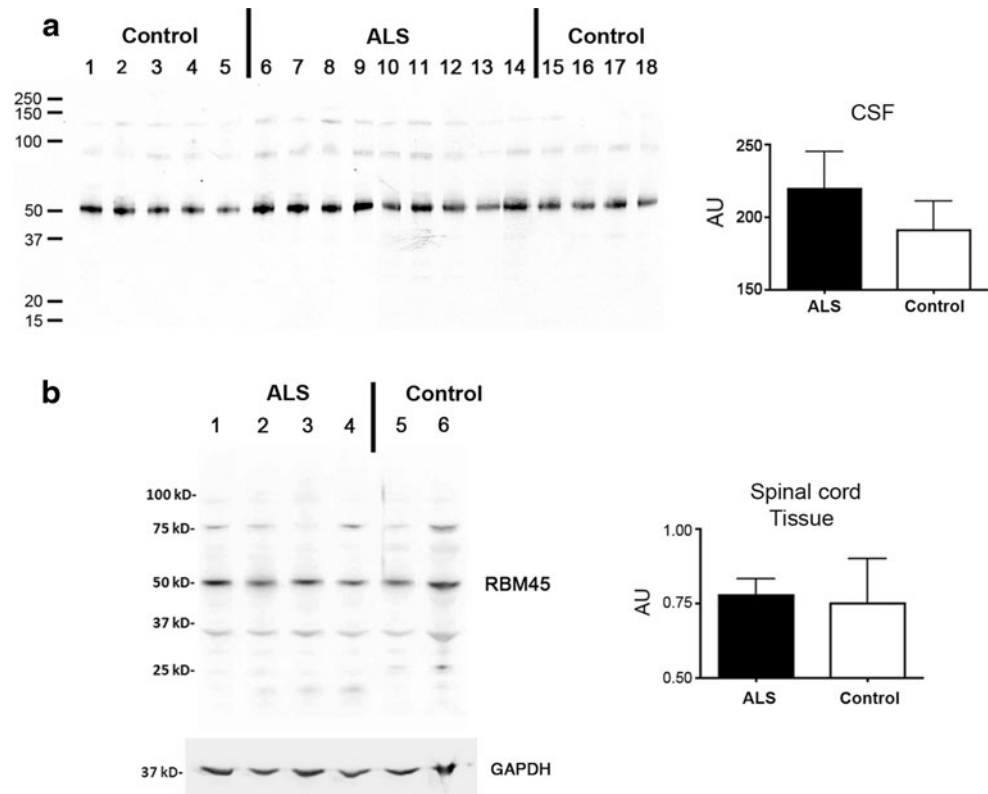 a
Control ALS Control
1 2 3 4 5 6 7 8 9 10 11 12 13 14 15 16 17 18
250
150
100
50
37
20
15
CSF
AU
250
200
150
ALS Control
b
ALS Control
1 2 3 4 5 6
100 kD-
75 kD-
50 kD-
37 kD-
25 kD-
RBM45
37 kD-
GAPDH
Spinal cord
Tissue
AU
1.00
0.75
0.50
ALS Control